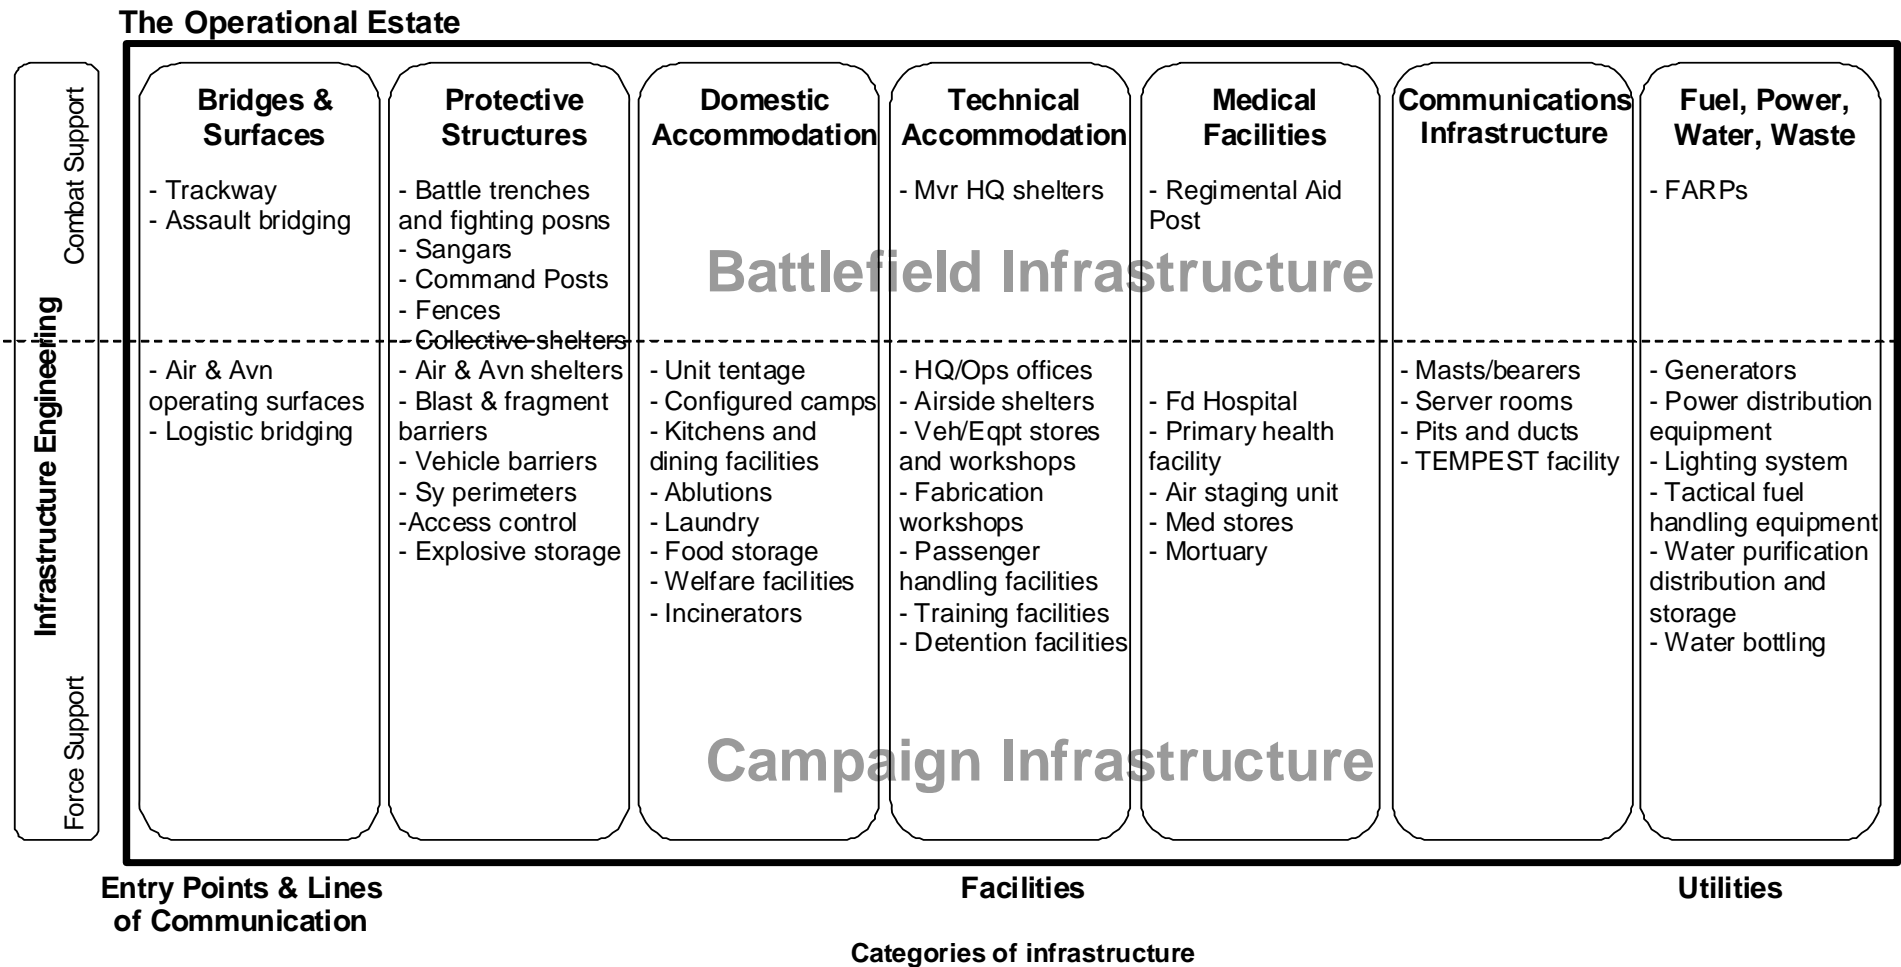 The Operational Estate
Combat Support
Infrastructure Engineering
Force Support
Bridges &
Surfaces
- Trackway
- Assault bridging
- Air & Avn
operating surfaces
- Logistic bridging
Protective
Structures
- Battle trenches
and fighting posns
- Sangars
- Command Posts
- Fences
- Collective shelters
- Air & Avn shelters
- Blast & fragment
barriers
- Vehicle barriers
- Sy perimeters
-Access control
- Explosive storage
Domestic
Accommodation
- Unit tentage
- Configured camps
- Kitchens and
dining facilities
- Ablutions
- Laundry
- Food storage
- Welfare facilities
- Incinerators
Technical
Accommodation
- Mvr HQ shelters
- HQ/Ops offices
- Airside shelters
- Veh/Eqpt stores
and workshops
- Fabrication
workshops
- Passenger
handling facilities
- Training facilities
- Detention facilities
Medical
Facilities
- Regimental Aid
Post
- Fd Hospital
- Primary health
facility
- Air staging unit
- Med stores
- Mortuary
Communications
Infrastructure
- Masts/bearers
- Server rooms
- Pits and ducts
- TEMPEST facility
Fuel, Power,
Water, Waste
- FARPs
- Generators
- Power distribution
equipment
- Lighting system
- Tactical fuel
handling equipment
- Water purification
distribution and
storage
- Water bottling
Battlefield Infrastructure
Campaign Infrastructure
Entry Points & Lines
of Communication
Facilities
Utilities
Categories of infrastructure